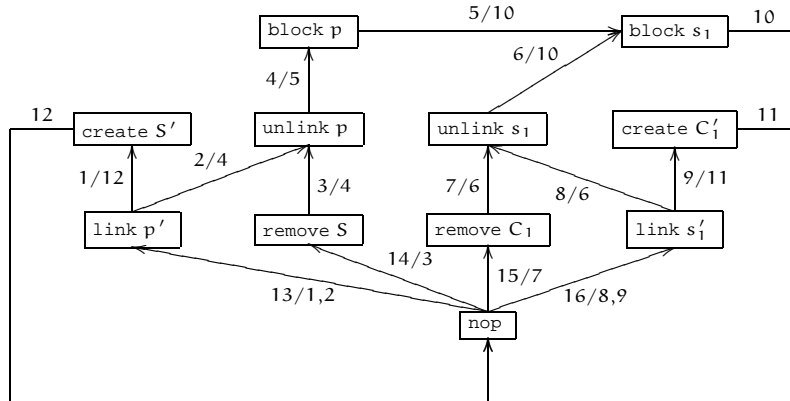 5/10
10
block p
block s₁
6/10
4/5
12
11
create S′
unlink p
unlink s₁
create C′₁
2/4
1/12
3/4
7/6
8/6
9/11
link p′
remove S
remove C₁
link s′₁
14/3
15/7
13/1,2
16/8,9
nop